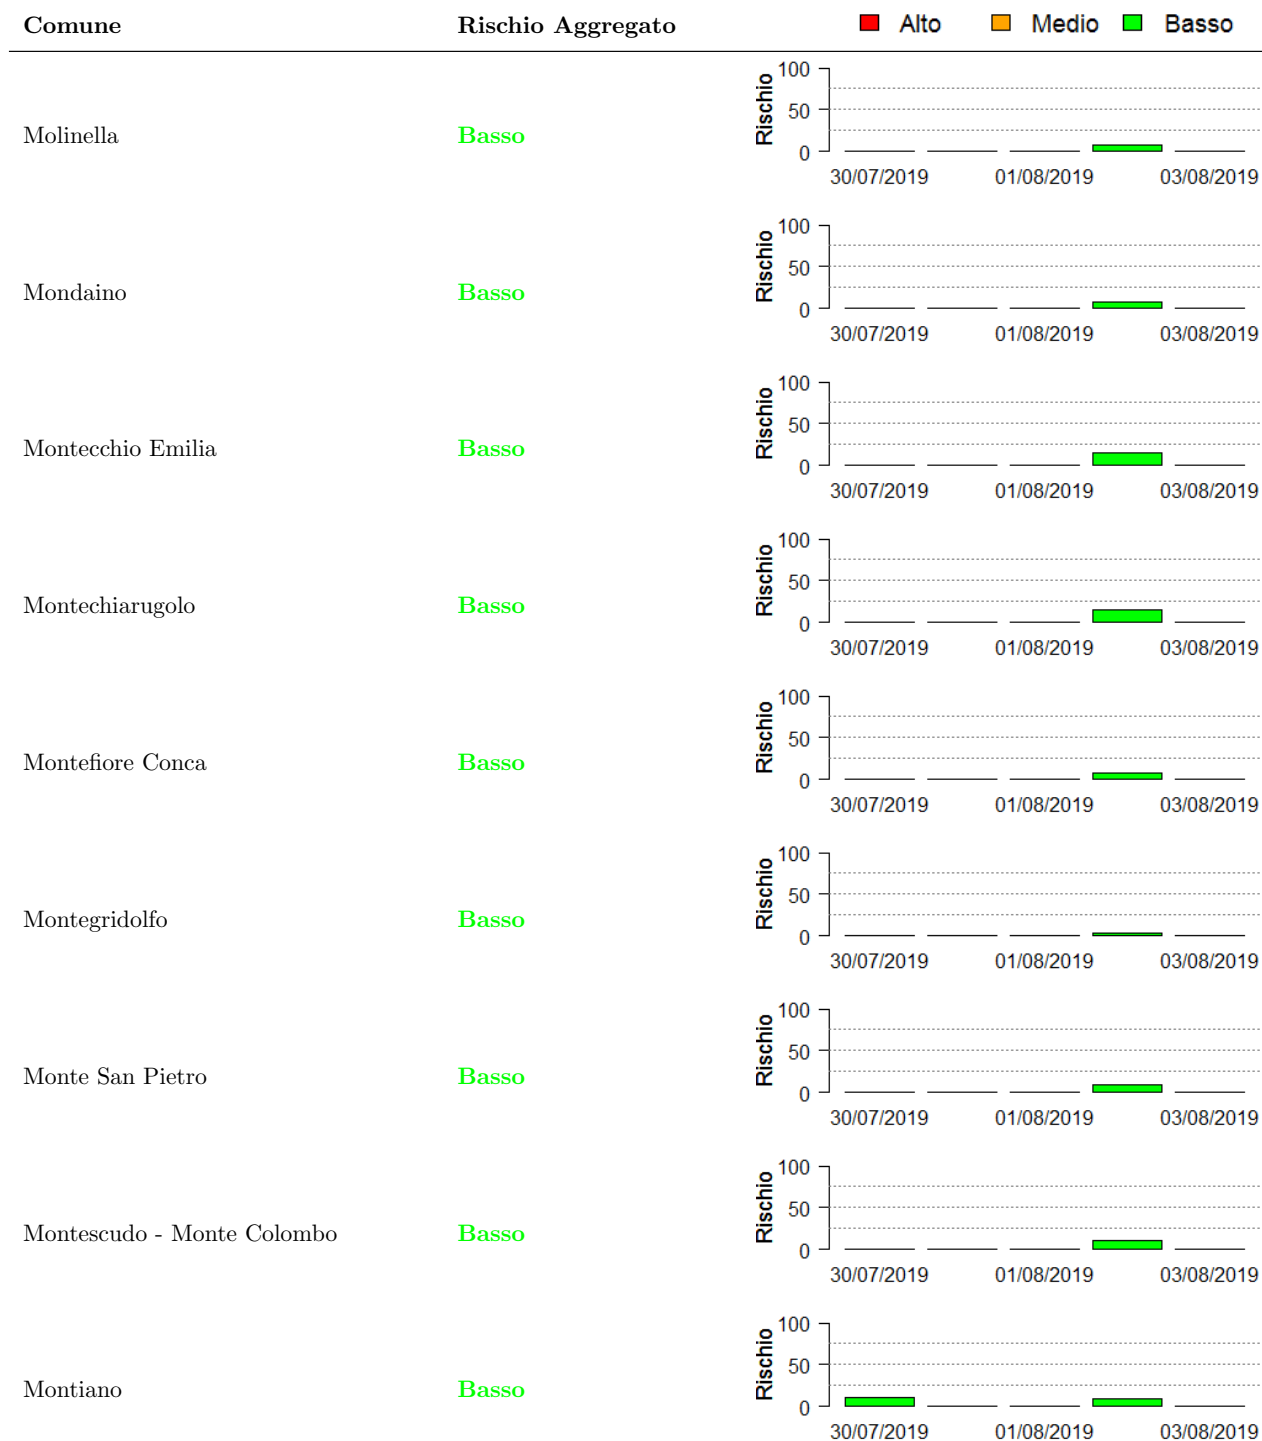 Comune Rischio Aggregato Alto Medio Basso
100
50
0
Rischio
Molinella Basso
30/07/2019 01/08/2019 03/08/2019
100
50
0
Rischio
Mondaino Basso
30/07/2019 01/08/2019 03/08/2019
100
50
0
Rischio
Montecchio Emilia Basso
30/07/2019 01/08/2019 03/08/2019
100
50
0
Rischio
Montechiarugolo Basso
30/07/2019 01/08/2019 03/08/2019
100
50
0
Rischio
Montefiore Conca Basso
30/07/2019 01/08/2019 03/08/2019
100
50
0
Rischio
Montegridolfo Basso
30/07/2019 01/08/2019 03/08/2019
100
50
0
Rischio
Monte San Pietro Basso
30/07/2019 01/08/2019 03/08/2019
100
50
0
Rischio
Montescudo - Monte Colombo Basso
30/07/2019 01/08/2019 03/08/2019
100
50
0
Rischio
Montiano Basso
30/07/2019 01/08/2019 03/08/2019